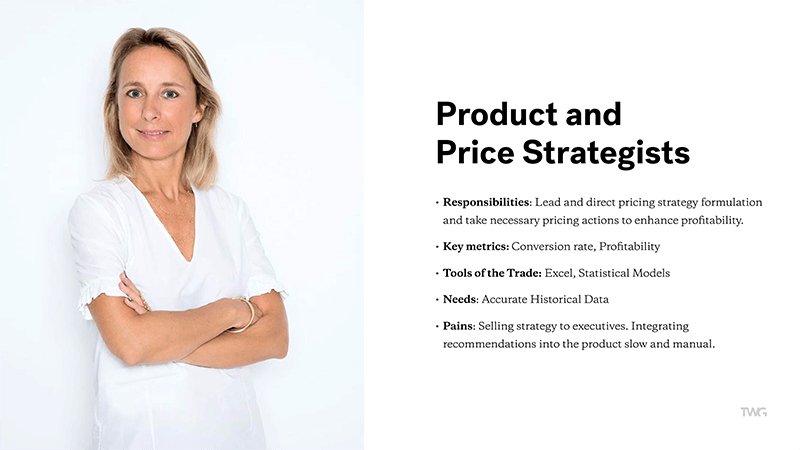 Product and
Price Strategists
• Responsibilities: Lead and direct pricing strategy formulation
and take necessary pricing actions to enhance profitability.
• Key metrics: Conversion rate, Profitability
• Tools of the Trade: Excel, Statistical Models
• Needs: Accurate Historical Data
• Pains: Selling strategy to executives. Integrating
recommendations into the product slow and manual.
TWG